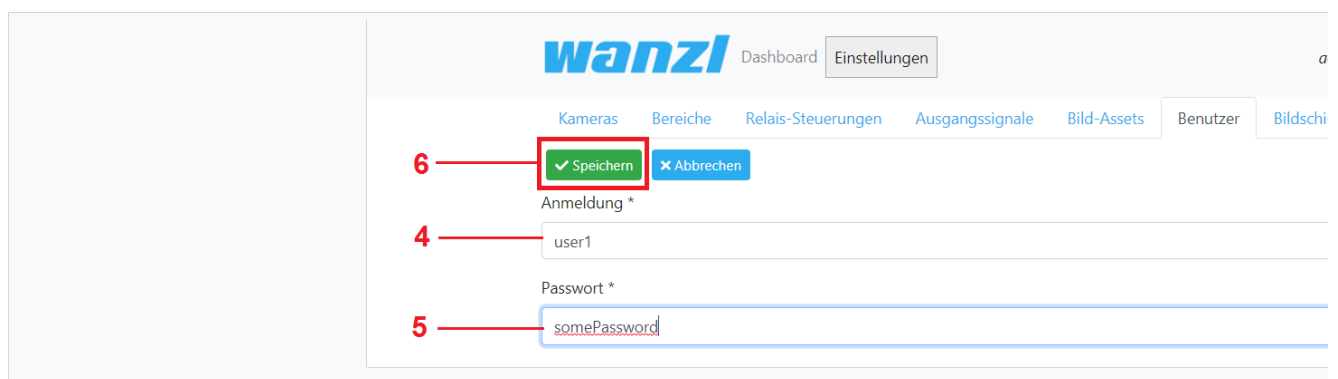 wanzl Dashboard Einstellungen
Kameras Bereiche Relais-Steuerungen Ausgangssignale Bild-Assets Benutzer
6 Speichern Abbrechen
Anmeldung *
4 user1
Passwort *
5 somePassword